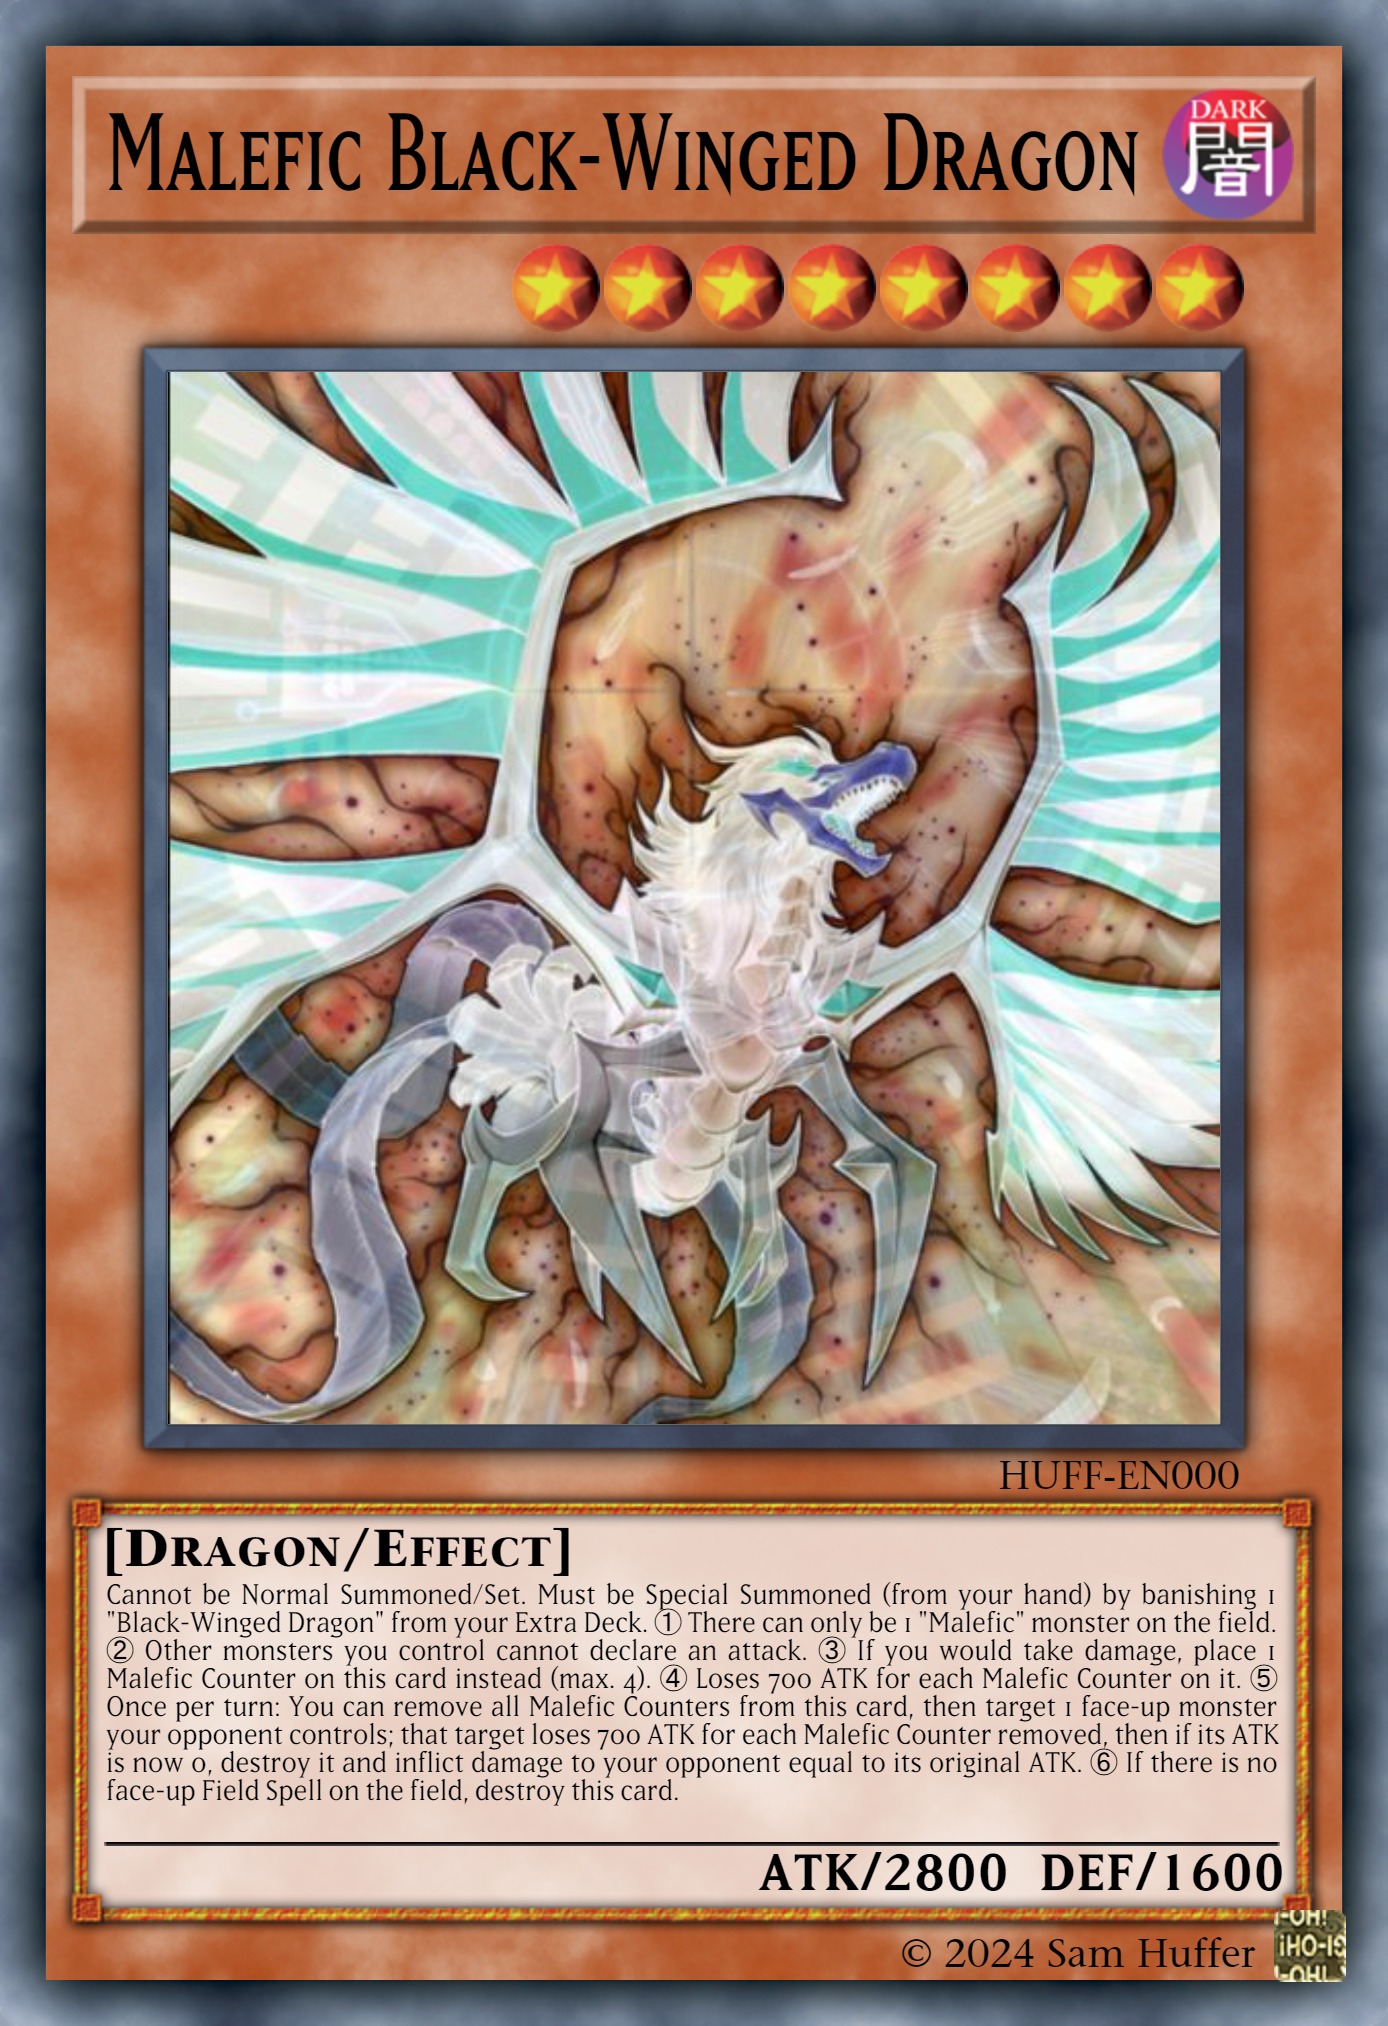 Malefic Black-Winged Dragon
DARK
闇
HUFF-EN000
[Dragon/Effect]
Cannot be Normal Summoned/Set. Must be Special Summoned (from your hand) by banishing 1
"Black-Winged Dragon" from your Extra Deck. ① There can only be 1 "Malefic" monster on the field.
② Other monsters you control cannot declare an attack. ③ If you would take damage, place 1
Malefic Counter on this card instead (max. 4). ④ Loses 700 ATK for each Malefic Counter on it. ⑤
Once per turn: You can remove all Malefic Counters from this card, then target 1 face-up monster
your opponent controls; that target loses 700 ATK for each Malefic Counter removed, then if its ATK
is now 0, destroy it and inflict damage to your opponent equal to its original ATK. ⑥ If there is no
face-up Field Spell on the field, destroy this card.
ATK/2800 DEF/1600
© 2024 Sam Huffer